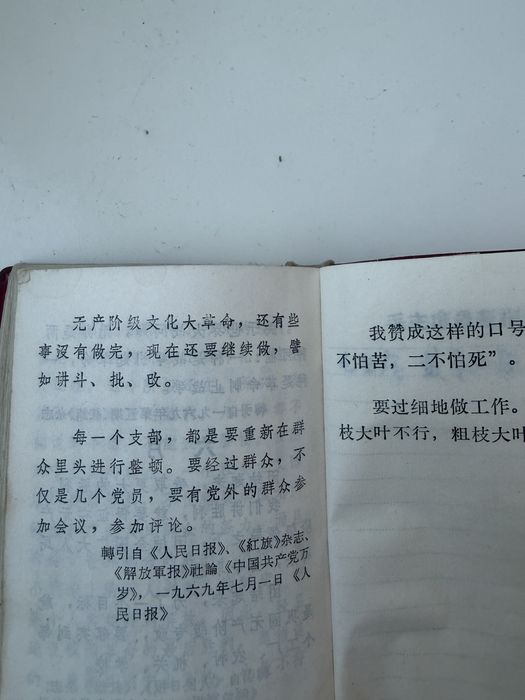 无产阶级文化大革命，还有些
事没有做完，现在还要继续做，譬
如讲斗、批、改。
每一个支部，都是要重新在群
众里头进行整顿。要经过群众，不
仅是几个党员，要有党外的群众参
加会议，参加评论。
轉引自《人民日报》、《紅旗》杂志、
《解放軍报》社論《中国共产党万
岁》，一九六九年七月一日《人
民日报》
我赞成这样的口号
不怕苦，二不怕死”。
要过细地做工作。
枝大叶不行，粗枝大叶